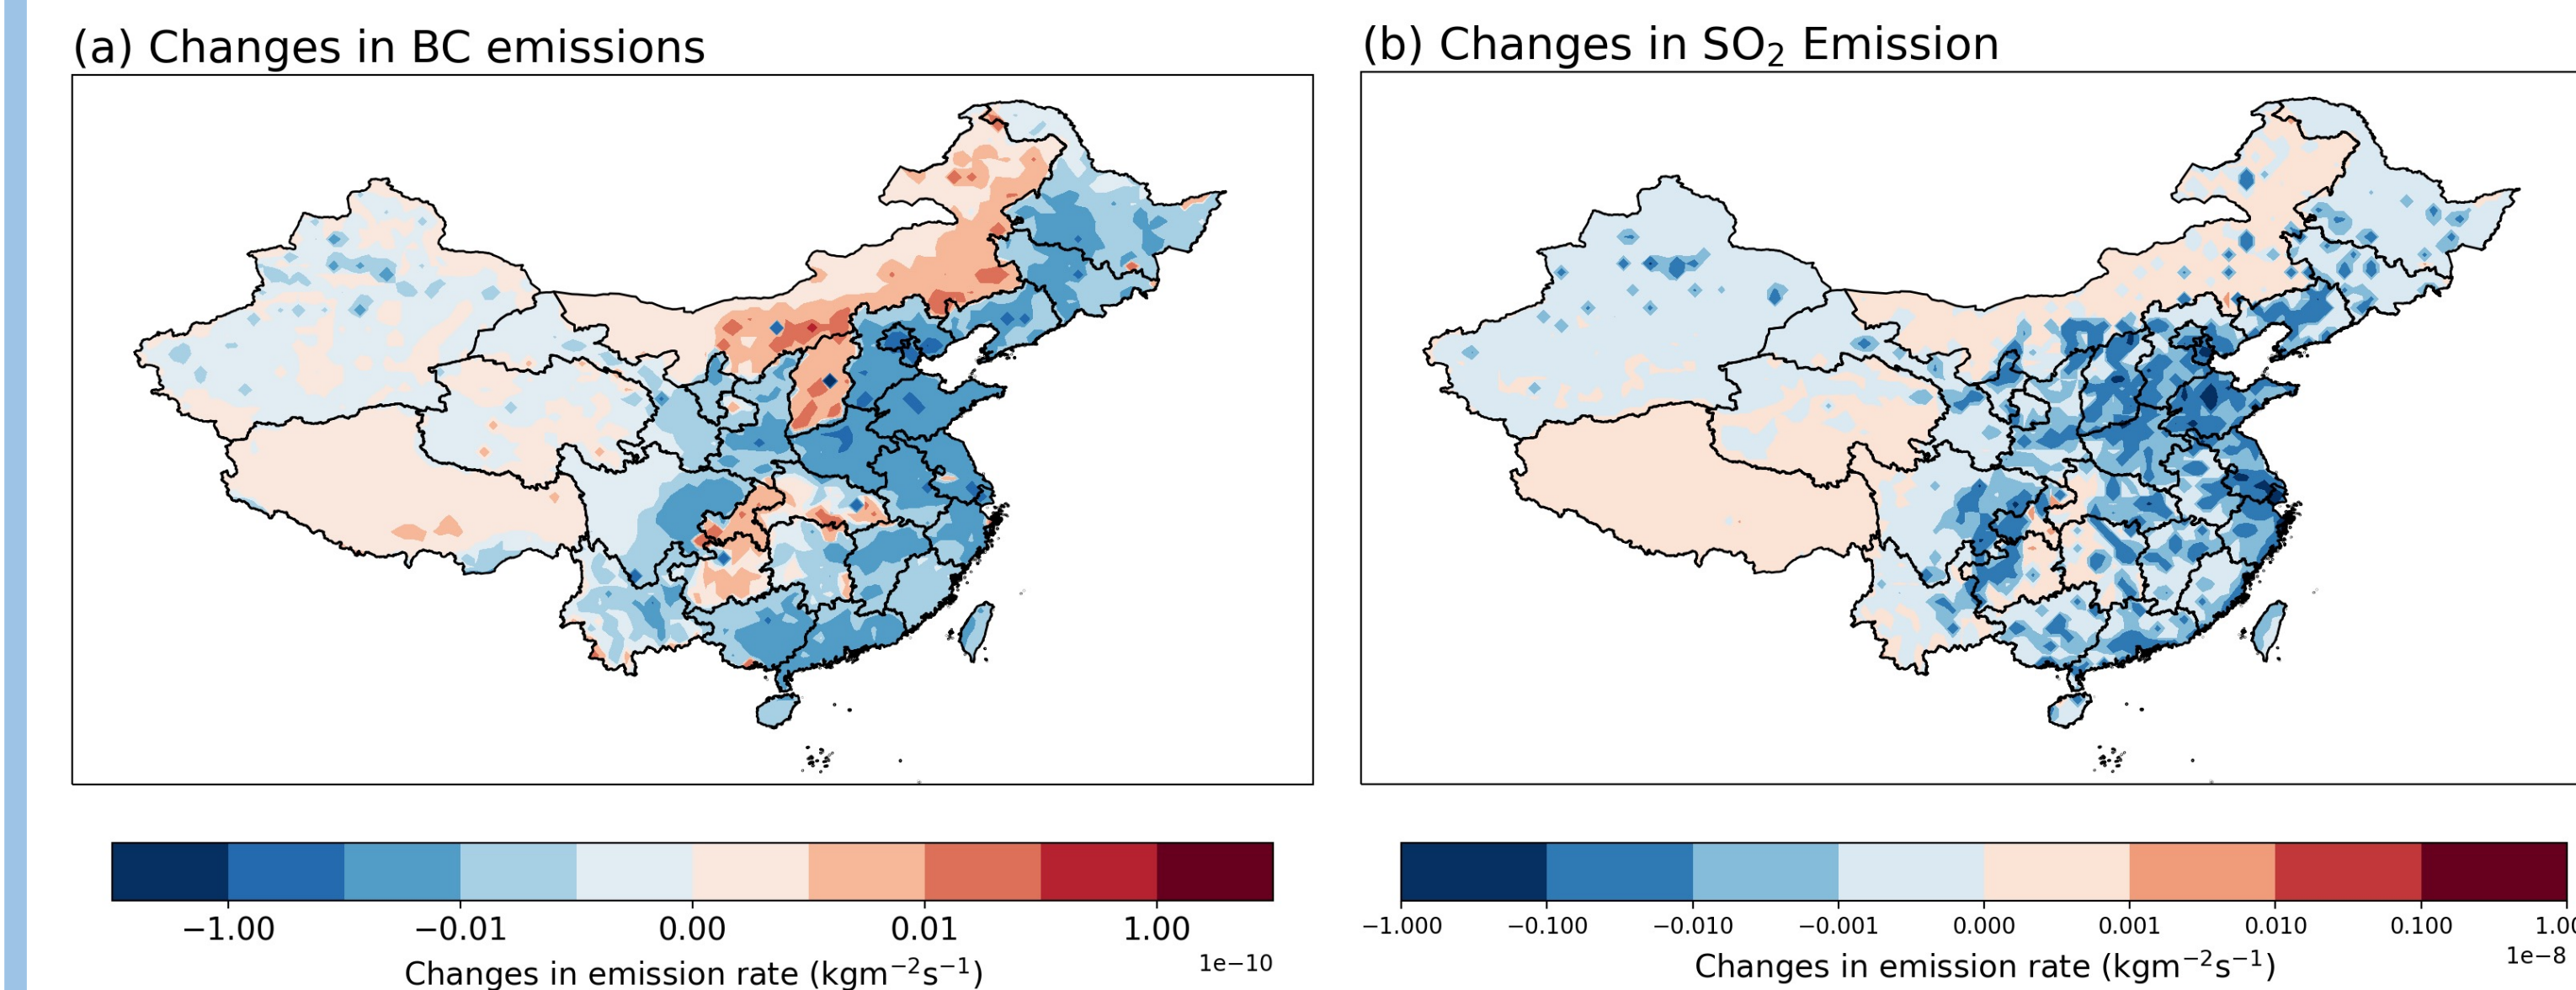 (a) Changes in BC emissions
(b) Changes in SO₂ Emission
−1.00 −0.01 0.00 0.01 1.00
1e−10
Changes in emission rate (kgm⁻²s⁻¹)
−1.000 −0.100 −0.010 −0.001 0.000 0.001 0.010 0.100
1e−8
Changes in emission rate (kgm⁻²s⁻¹)